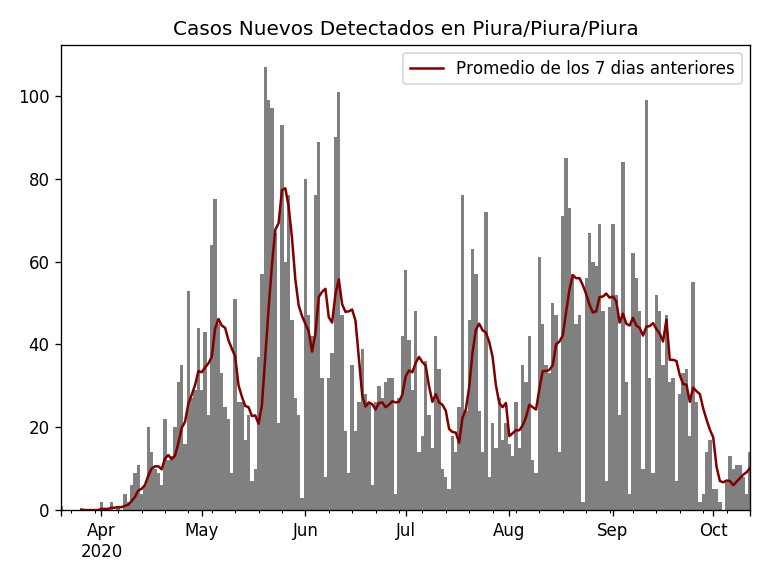 Casos Nuevos Detectados en Piura/Piura/Piura
Promedio de los 7 dias anteriores
100
80
60
40
20
0
Apr May Jun Jul Aug Sep Oct
2020